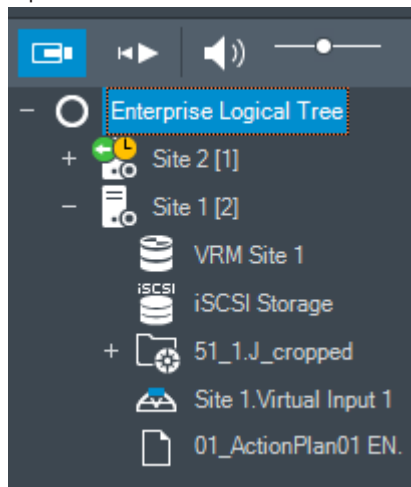 Enterprise Logical Tree
Site 2 [1]
Site 1 [2]
VRM Site 1
iSCSI
iSCSI Storage
51_1.J_cropped
Site 1.Virtual Input 1
01_ActionPlan01 EN.